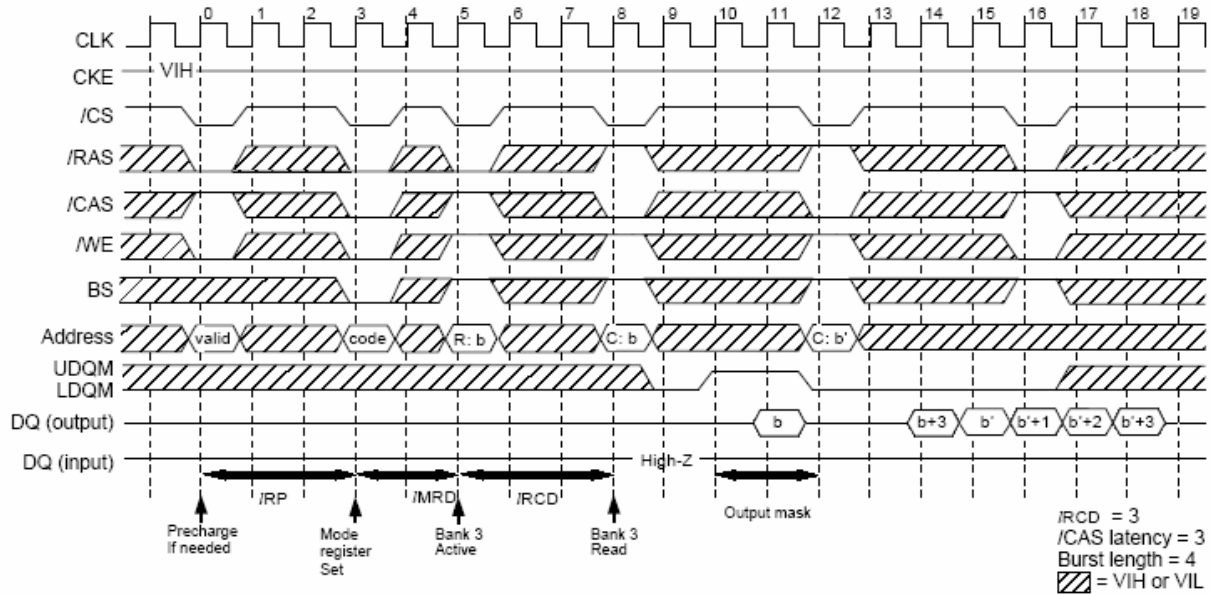 0 1 2 3 4 5 6 7 8 9 10 11 12 13 14 15 16 17 18 19
CLK
CKE VIH
/CS
/RAS
/CAS
/WE
BS
Address valid code R: b C: b C: b'
UDQM
LDQM
DQ (output) b b+3 b' b'+1 b'+2 b'+3
DQ (input) High-Z
/RP /MRD /RCD Output mask
Precharge
If needed
Mode
register
Set
Bank 3
Active
Bank 3
Read
/RCD = 3
/CAS latency = 3
Burst length = 4
= VIH or VIL